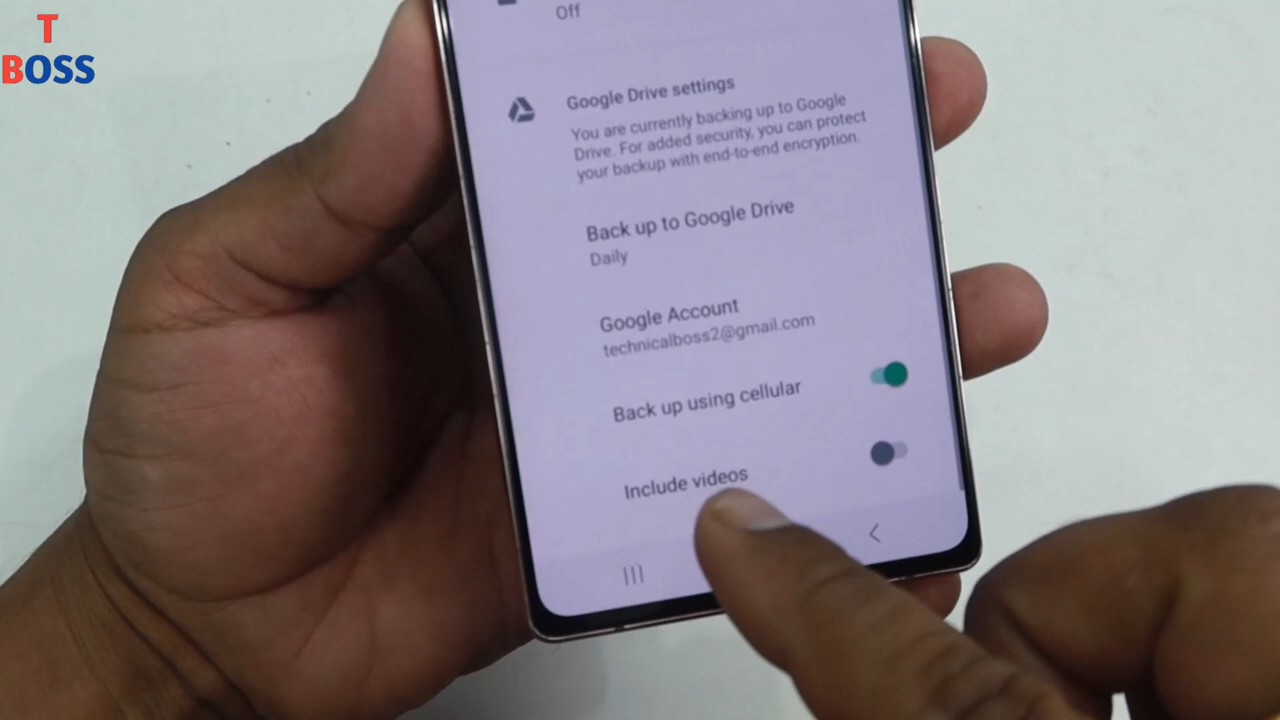 T
BOSS
Off
Google Drive settings
You are currently backing up to Google
Drive. For added security, you can protect
your backup with end-to-end encryption.
Back up to Google Drive
Daily
Google Account
technicalboss2@gmail.com
Back up using cellular
Include videos